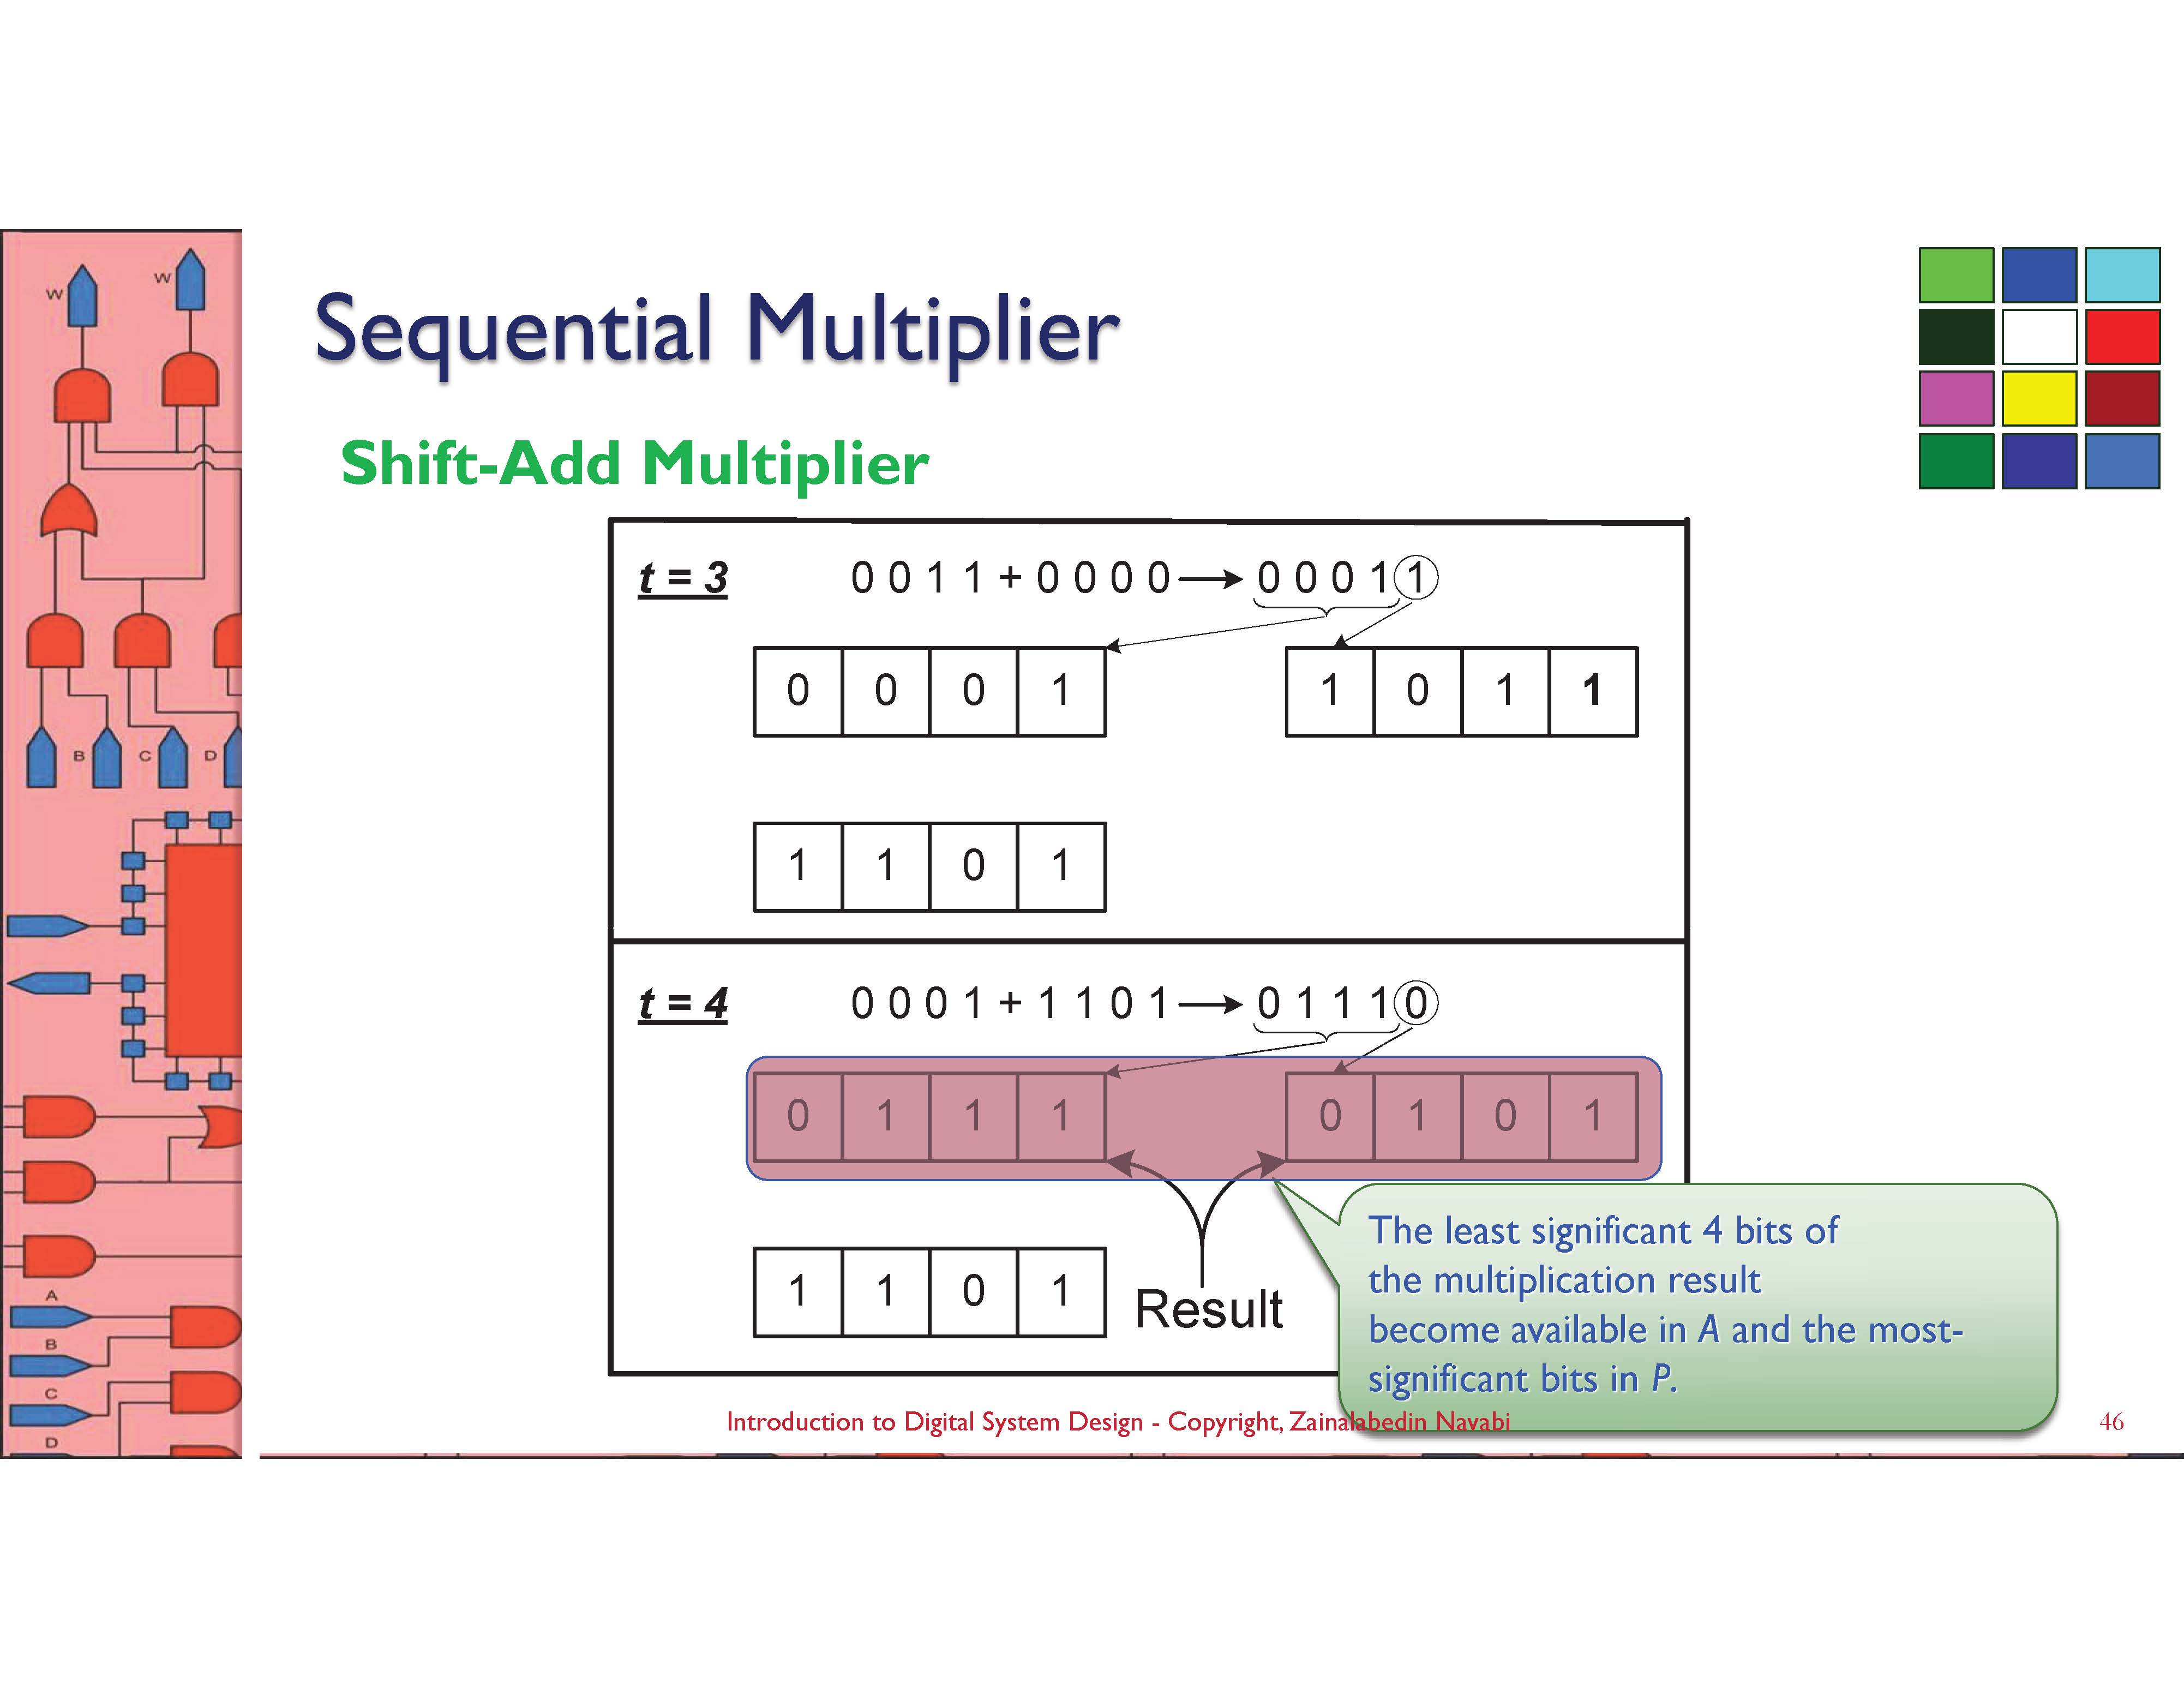 Sequential Multiplier
Shift-Add Multiplier
t = 3
0 0 1 1 + 0 0 0 0 → 0 0 0 1 1
0 0 0 1
1 0 1 1
1 1 0 1
t = 4
0 0 0 1 + 1 1 0 1 → 0 1 1 1 0
0 1 1 1
0 1 0 1
1 1 0 1
Result
The least significant 4 bits of
the multiplication result
become available in A and the most-
significant bits in P.
Introduction to Digital System Design - Copyright, Zainalabedin Navabi
46
W
W
B
C
D
A
B
C
D